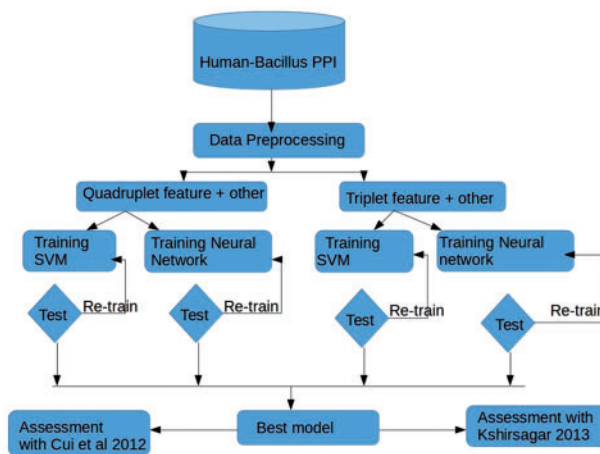 Human-Bacillus PPI
Data Preprocessing
Quadruplet feature + other
Triplet feature + other
Training
SVM
Training Neural
Network
Training
SVM
Training Neural
network
Test
Re-train
Test
Re-train
Test
Re-train
Test
Re-train
Assessment
with Cui et al 2012
Best model
Assessment with
Kshirsagar 2013